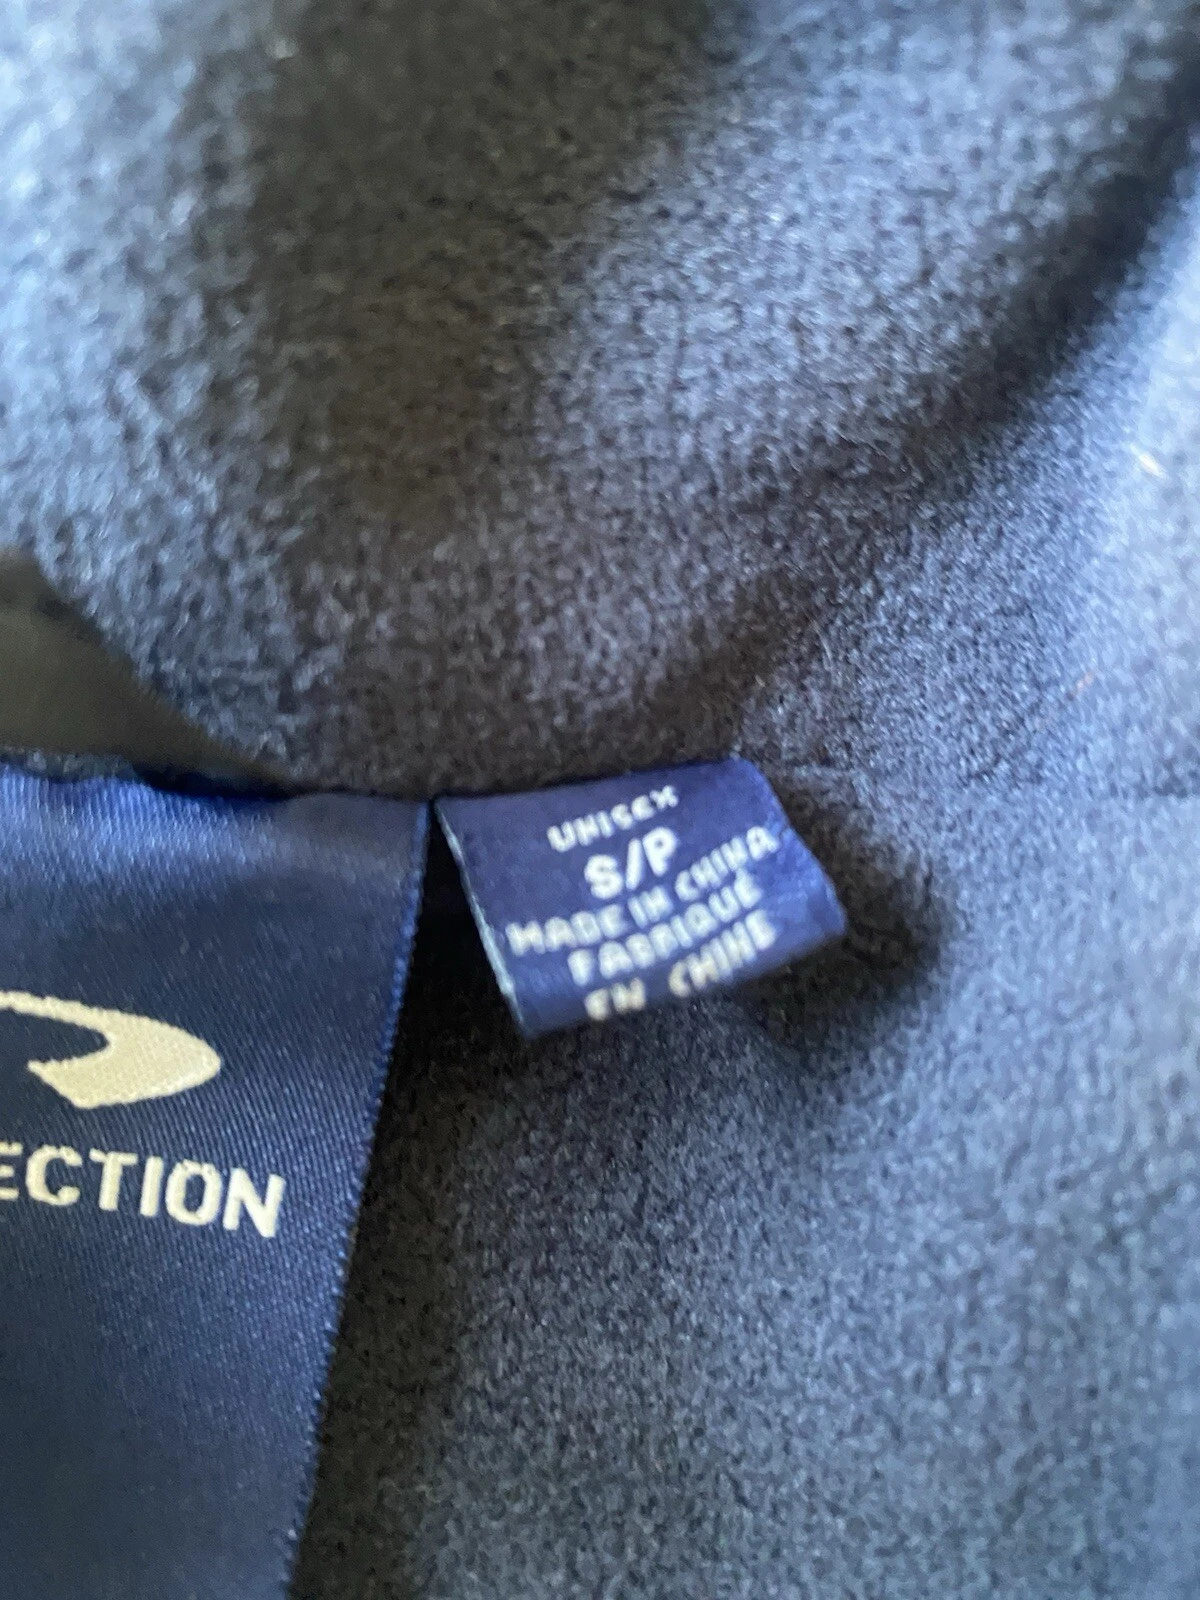 UNISEX
S/P
MADE IN CHINA
FABRIQUÉ
EN CHINE
ECTION